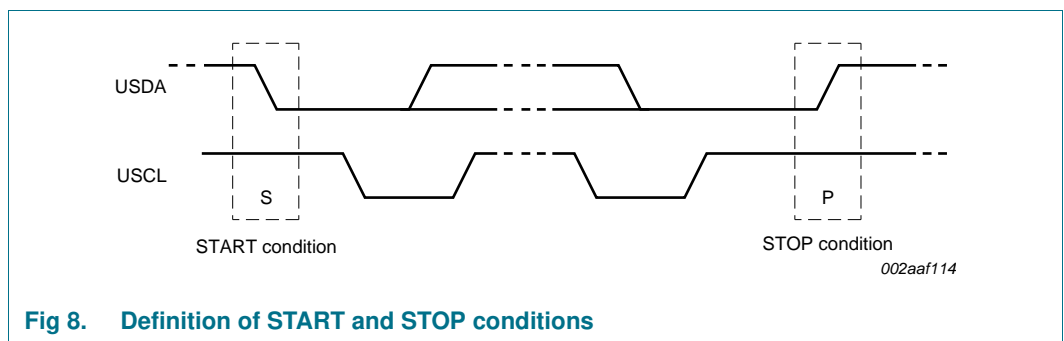 USDA
USCL
S
P
START condition
STOP condition
002aaf114
Fig 8. Definition of START and STOP conditions